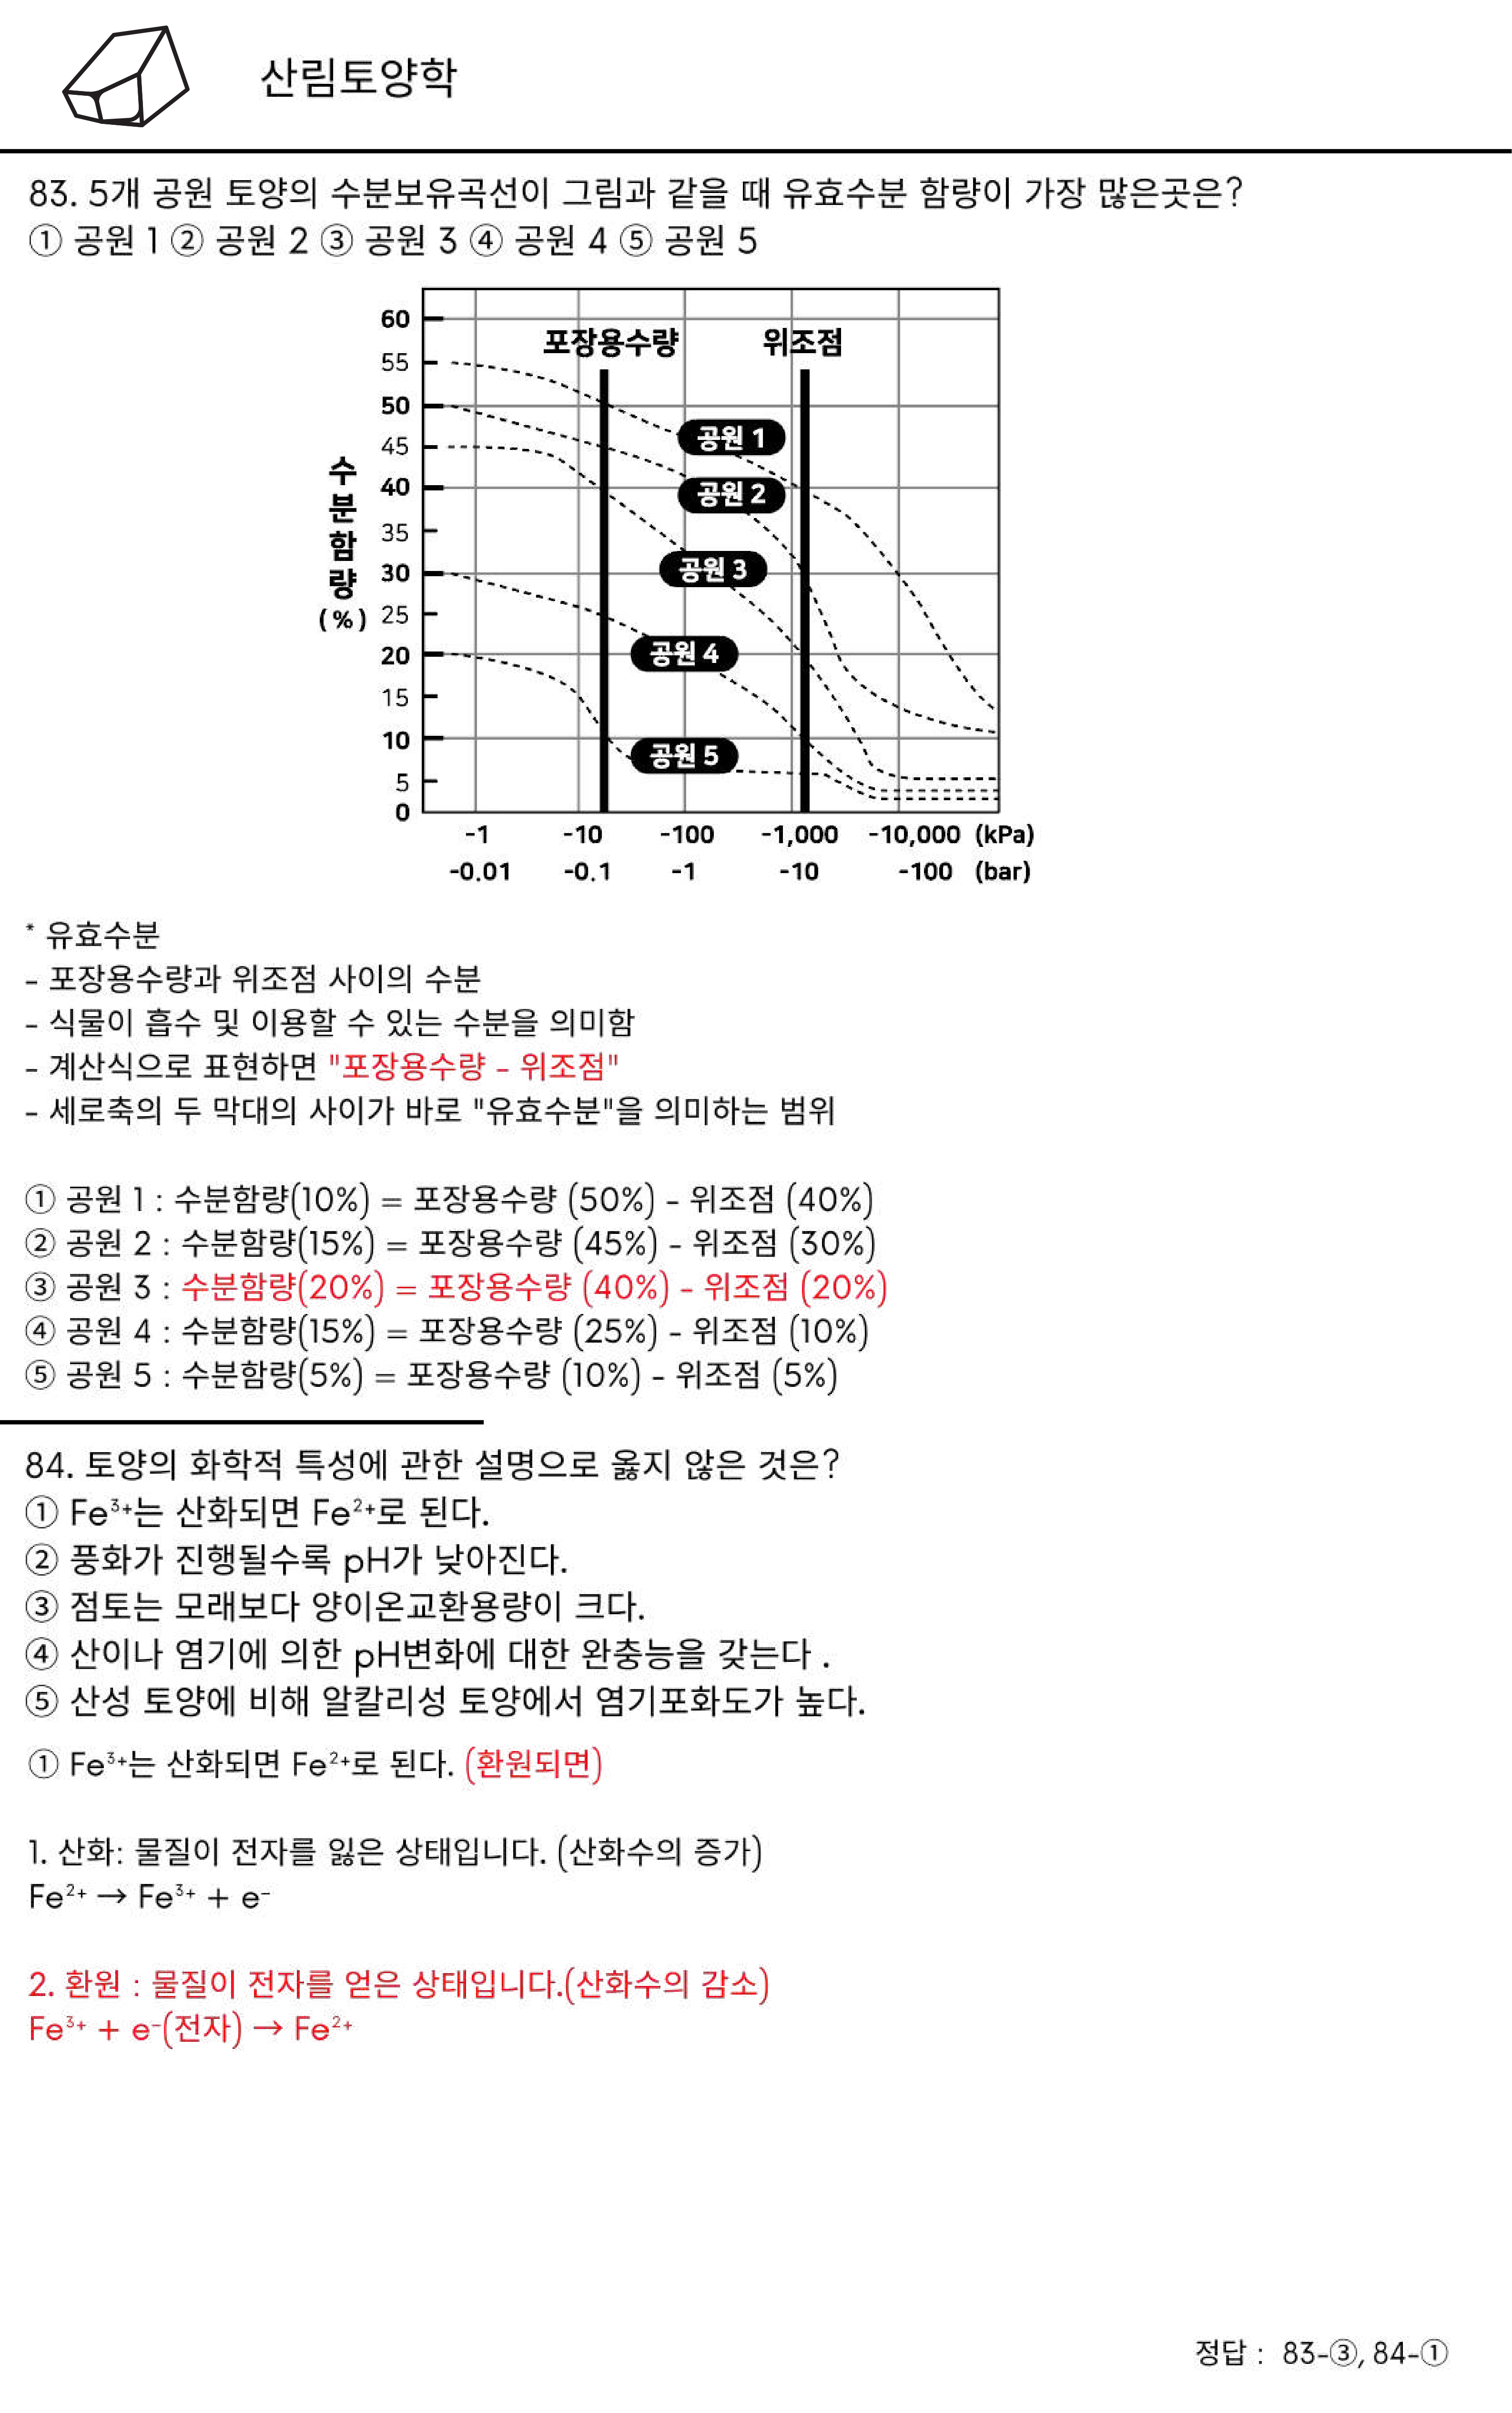 산림토양학
83. 5개 공원 토양의 수분보유곡선이 그림과 같을 때 유효수분 함량이 가장 많은곳은?
① 공원 1 ② 공원 2 ③ 공원 3 ④ 공원 4 ⑤ 공원 5
포장용수량 위조점
수분함량 (%)
60
55
50
45
40
35
30
25
20
15
10
5
0
공원 1
공원 2
공원 3
공원 4
공원 5
-1 -10 -100 -1,000 -10,000 (kPa)
-0.01 -0.1 -1 -10 -100 (bar)
* 유효수분
- 포장용수량과 위조점 사이의 수분
- 식물이 흡수 및 이용할 수 있는 수분을 의미함
- 계산식으로 표현하면 "포장용수량 - 위조점"
- 세로축의 두 막대의 사이가 바로 "유효수분"을 의미하는 범위
① 공원 1 : 수분함량(10%) = 포장용수량 (50%) - 위조점 (40%)
② 공원 2 : 수분함량(15%) = 포장용수량 (45%) - 위조점 (30%)
③ 공원 3 : 수분함량(20%) = 포장용수량 (40%) - 위조점 (20%)
④ 공원 4 : 수분함량(15%) = 포장용수량 (25%) - 위조점 (10%)
⑤ 공원 5 : 수분함량(5%) = 포장용수량 (10%) - 위조점 (5%)
84. 토양의 화학적 특성에 관한 설명으로 옳지 않은 것은?
① Fe³⁺는 산화되면 Fe²⁺로 된다.
② 풍화가 진행될수록 pH가 낮아진다.
③ 점토는 모래보다 양이온교환용량이 크다.
④ 산이나 염기에 의한 pH변화에 대한 완충능을 갖는다 .
⑤ 산성 토양에 비해 알칼리성 토양에서 염기포화도가 높다.
① Fe³⁺는 산화되면 Fe²⁺로 된다. (환원되면)
1. 산화: 물질이 전자를 잃은 상태입니다. (산화수의 증가)
Fe²⁺ → Fe³⁺ + e⁻
2. 환원 : 물질이 전자를 얻은 상태입니다.(산화수의 감소)
Fe³⁺ + e⁻(전자) → Fe²⁺
정답 : 83-③, 84-①